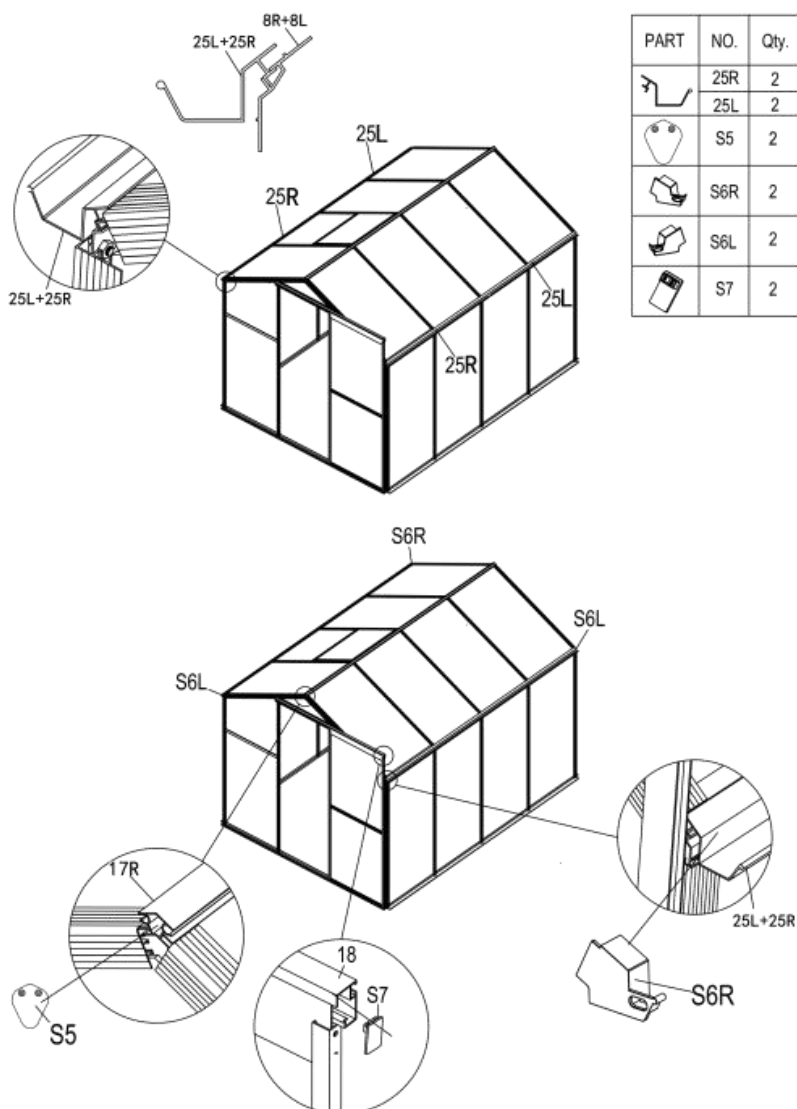 8R+8L
25L+25R
25L
25R
25L+25R
25L
25R
PART NO. Qty.
25R 2
25L 2
S5 2
S6R 2
S6L 2
S7 2
S6R
S6L
S6L
17R
25L+25R
18
S7
S6R
S5